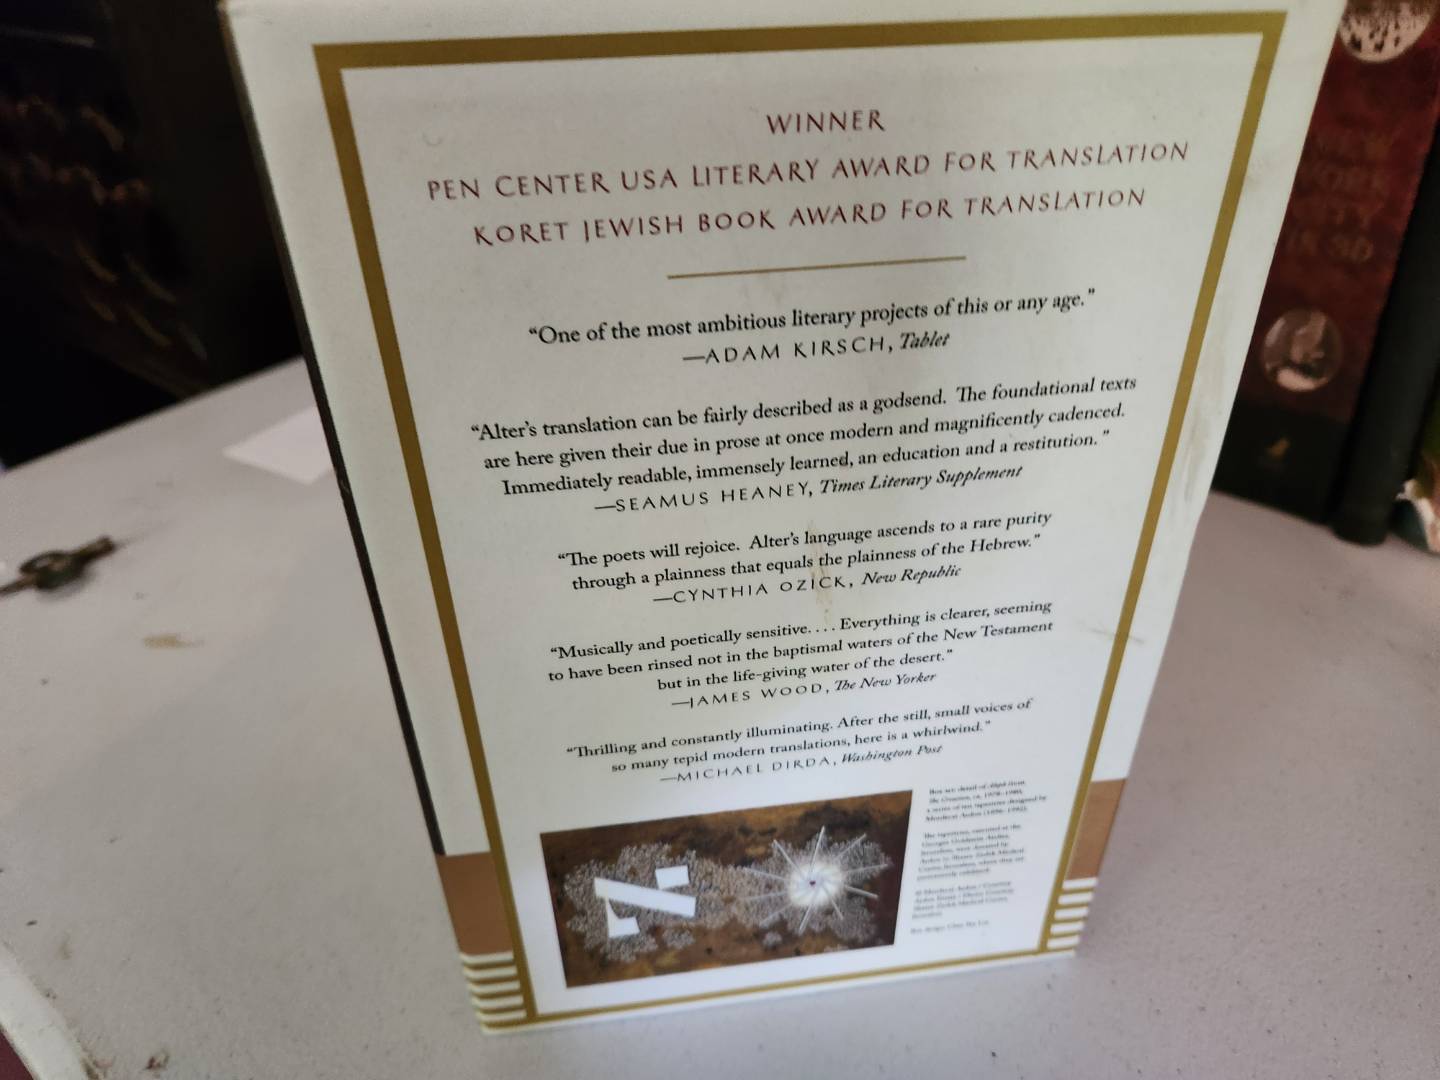 WINNER
PEN CENTER USA LITERARY AWARD FOR TRANSLATION
KORET JEWISH BOOK AWARD FOR TRANSLATION
“One of the most ambitious literary projects of this or any age.”
—ADAM KIRSCH, Tablet
“Alter’s translation can be fairly described as a godsend. The foundational texts
are here given their due in prose at once modern and magnificently cadenced.
Immediately readable, immensely learned, an education and a restitution. ”
—SEAMUS HEANEY, Times Literary Supplement
“The poets will rejoice. Alter’s language ascends to a rare purity
through a plainness that equals the plainness of the Hebrew.”
—CYNTHIA OZICK, New Republic
“Musically and poetically sensitive. . . . Everything is clearer, seeming
to have been rinsed not in the baptismal waters of the New Testament
but in the life-giving water of the desert.”
—JAMES WOOD, The New Yorker
“Thrilling and constantly illuminating. After the still, small voices of
so many tepid modern translations, here is a whirlwind.”
—MICHAEL DIRDA, Washington Post
א
NEW
YORK
CITY
IN 3D